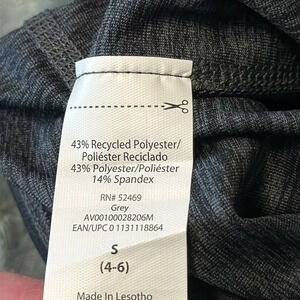 43% Recycled Polyester/
Poliéster Reciclado
43% Polyester/Poliéster
14% Spandex
RN# 52469
Grey
AV00100028206M
EAN/UPC 0 1131118864
S
(4-6)
Made In Lesotho